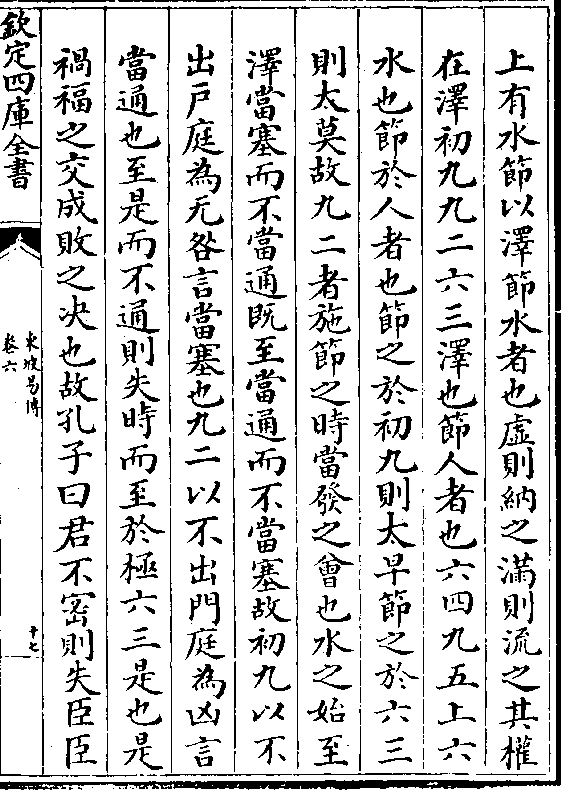 上有水節以澤節水者也虛則納之滿則流之其權
在澤初九九二六三澤也節人者也六四九五上六
水也節於人者也節之於初九則太早節之於六三
則太莫故九二者施節之時當發之會也水之始至
澤當塞而不當通既至當通而不當塞故初九以不
出戶庭為无咎言當塞也九二以不出門庭為凶言
當通也至是而不通則失時而至於極六三是也是
禍福之交成敗之决也故孔子曰君不密則失臣臣
欽定四庫全書
東坡易傳
卷六
十七